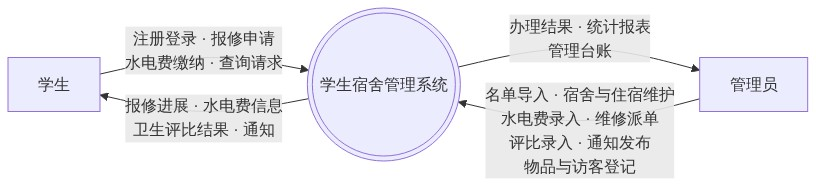 注册登录 · 报修申请
水电费缴纳 · 查询请求
学生
报修进展 · 水电费信息
卫生评比结果 · 通知
学生宿舍管理系统
办理结果 · 统计报表
管理台账
管理员
名单导入 · 宿舍与住宿维护
水电费录入 · 维修派单
评比录入 · 通知发布
物品与访客登记